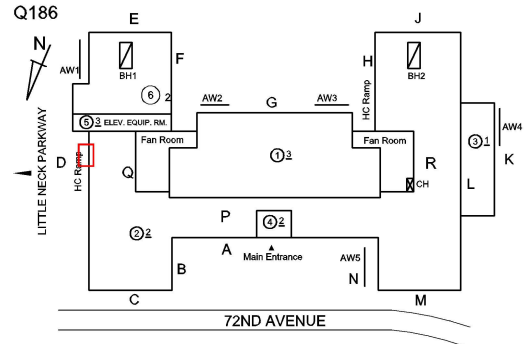 Q186
N
E
J
AW1
BH1
F
H
BH2
6 2
HC Ramp
AW2
G
AW3
5 3 ELEV. EQUIP. RM.
AW4
Fan Room
Fan Room
3 1
K
LITTLE NECK PARKWAY
D
HC Ramp
Q
1 3
R
L
CH
P
4 2
2 2
A
Main Entrance
B
AW5
N
C
M
72ND AVENUE